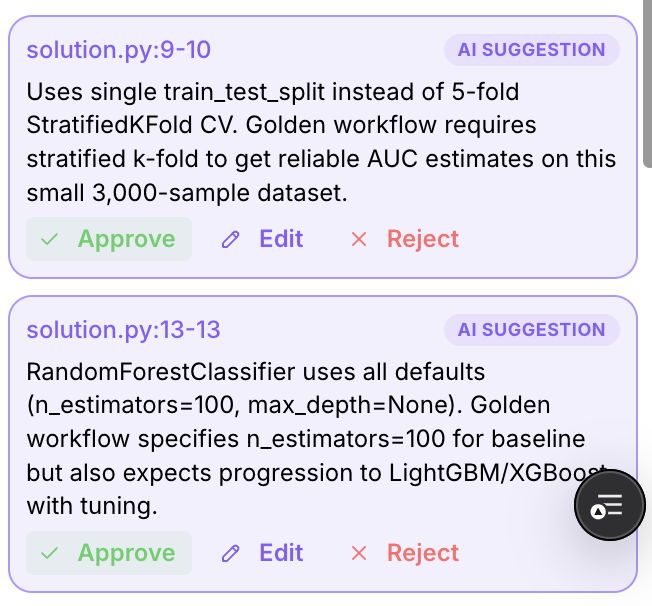 solution.py:9-10
AI SUGGESTION
Uses single train_test_split instead of 5-fold
StratifiedKFold CV. Golden workflow requires
stratified k-fold to get reliable AUC estimates on this
small 3,000-sample dataset.
Approve
Edit
Reject
solution.py:13-13
AI SUGGESTION
RandomForestClassifier uses all defaults
(n_estimators=100, max_depth=None). Golden
workflow specifies n_estimators=100 for baseline
but also expects progression to LightGBM/XGBoost
with tuning.
Approve
Edit
Reject